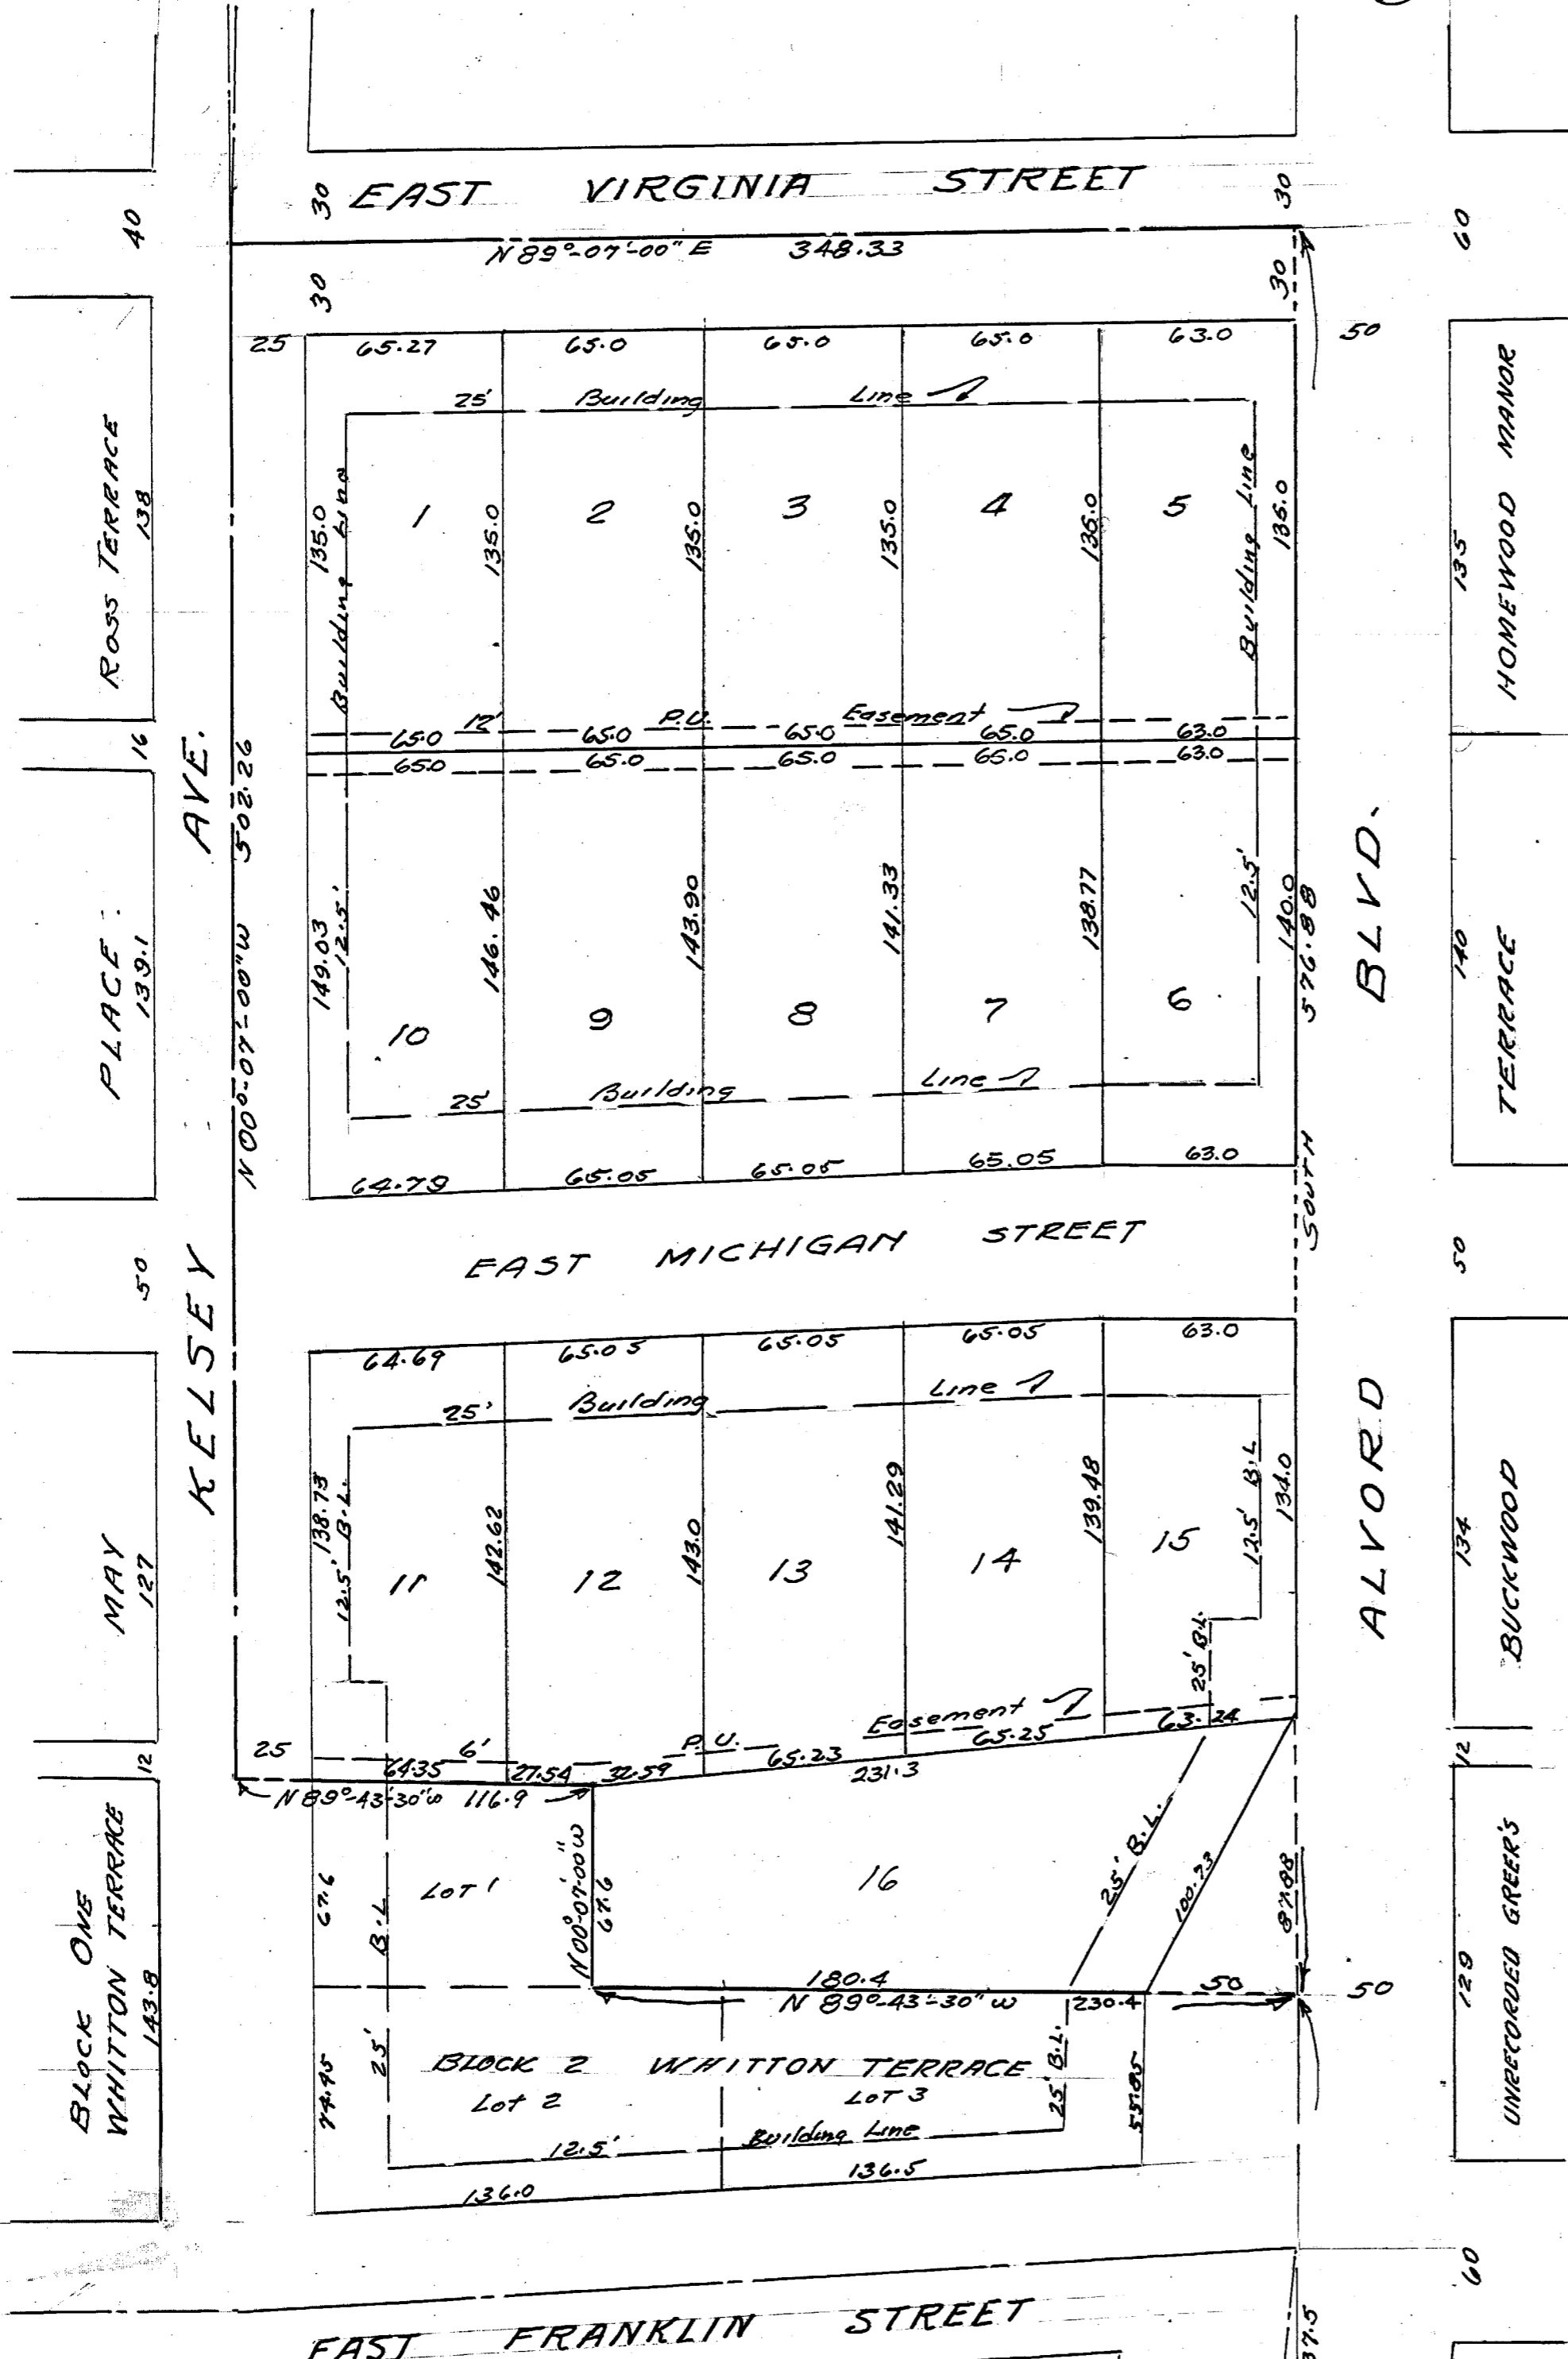 EAST VIRGINIA STREET
30
30
40
60
N 89°-07'-00" E 348.33
30
30
25
65.27
65.0
65.0
65.0
63.0
50
25' Building Line
ROSS TERRACE
138
135.0
Building Line
1
135.0
2
135.0
3
135.0
4
135.0
5
Building Line
135.0
135
HOMEWOOD MANOR
12' P.U. Easement
65.0
65.0
65.0
65.0
63.0
65.0
65.0
65.0
65.0
63.0
16
KELSEY AVE.
N 00°-07'-00" W 502.26
PLACE
139.1
149.03
12.5'
10
146.46
9
143.90
8
141.33
7
138.77
6
12.5'
140.0
SOUTH 576.88
ALVORD BLVD.
140
TERRACE
25' Building Line
64.79
65.05
65.05
65.05
63.0
EAST MICHIGAN STREET
50
50
64.69
65.05
65.05
65.05
63.0
25' Building Line
MAY
127
138.73
12.5' B.L.
11
142.62
12
143.0
13
141.29
14
139.48
15
12.5' B.L.
134.0
134
BUCKWOOD
25' B.L.
6' P.U. Easement
25
64.35
27.54
32.59
65.23
65.25
63.24
12
12
231.3
N 89°-43'-30" W 116.9
BLOCK ONE
WHITTON TERRACE
143.8
67.6
B.L.
LOT 1
N 00°-07'-00" W
67.6
16
25' B.L.
100.73
87.88
129
UNRECORDED GREER'S
180.4
N 89°-43'-30" W
230.4
50
50
74.45
25'
BLOCK 2 WHITTON TERRACE
Lot 2
LOT 3
25' B.L.
55.85
12.5' Building Line
136.0
136.5
60
EAST FRANKLIN STREET
37.5